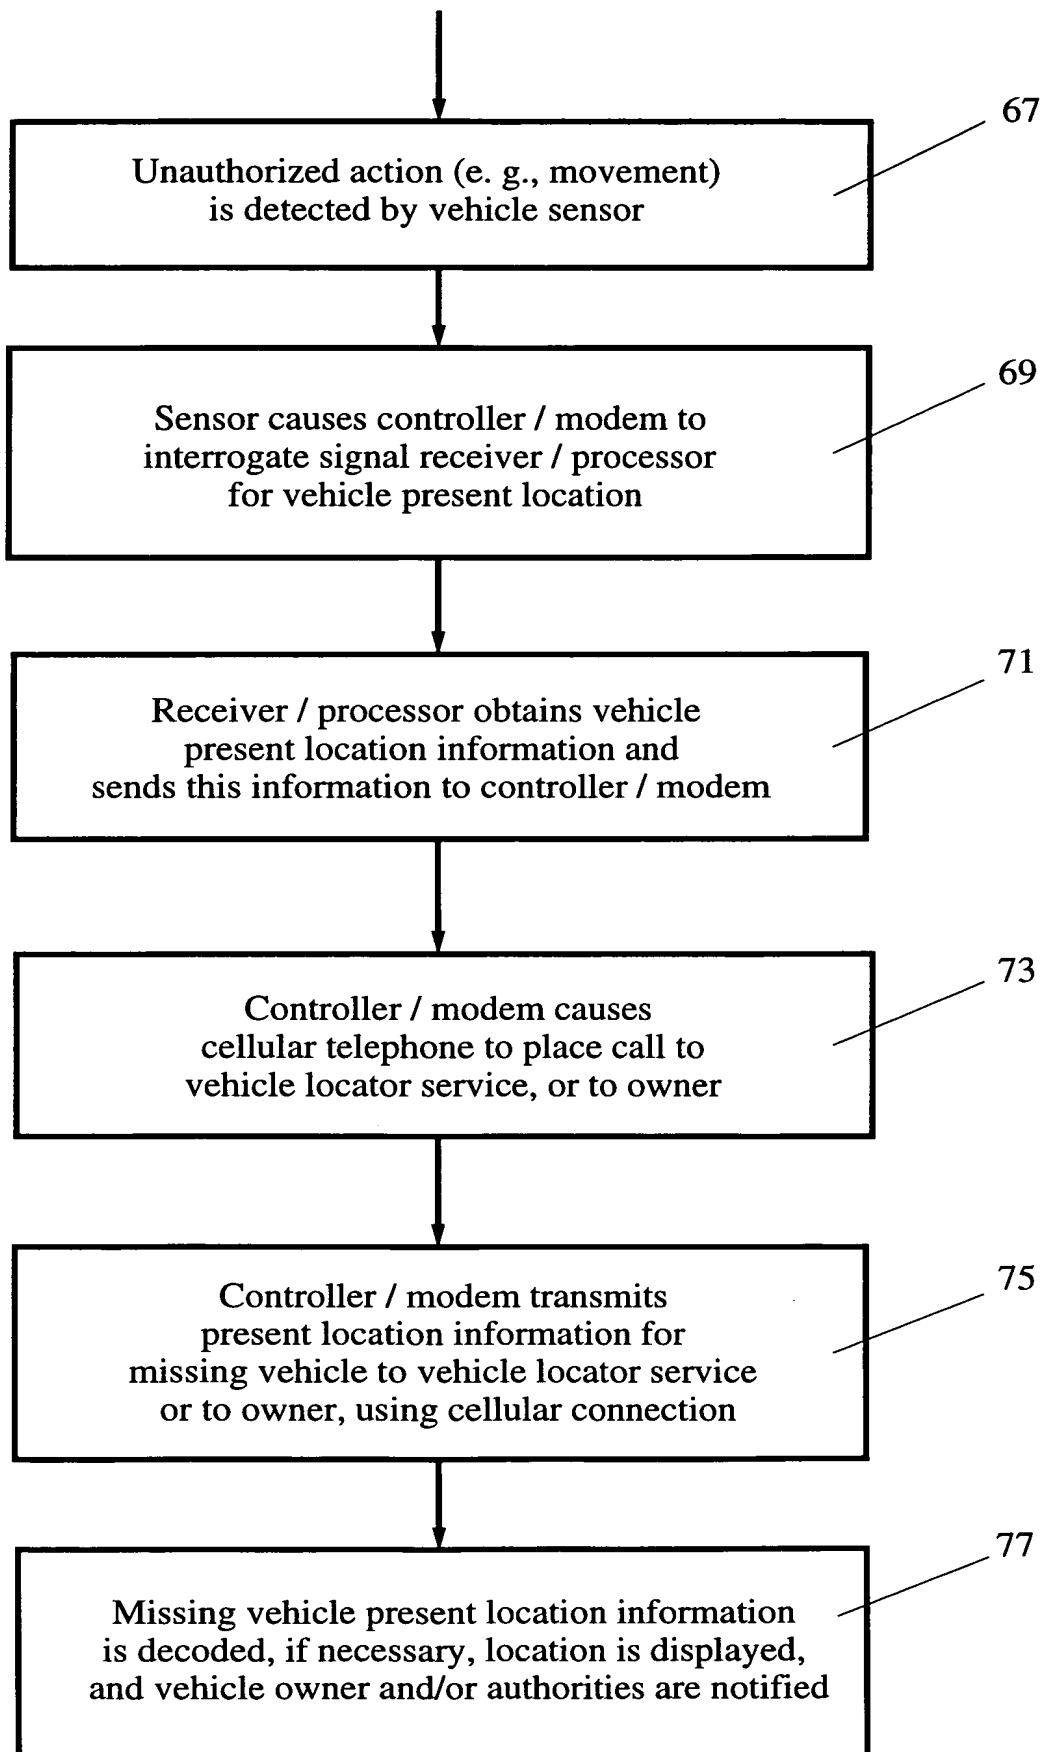 67
Unauthorized action (e. g., movement)
is detected by vehicle sensor
69
Sensor causes controller / modem to
interrogate signal receiver / processor
for vehicle present location
71
Receiver / processor obtains vehicle
present location information and
sends this information to controller / modem
73
Controller / modem causes
cellular telephone to place call to
vehicle locator service, or to owner
75
Controller / modem transmits
present location information for
missing vehicle to vehicle locator service
or to owner, using cellular connection
77
Missing vehicle present location information
is decoded, if necessary, location is displayed,
and vehicle owner and/or authorities are notified